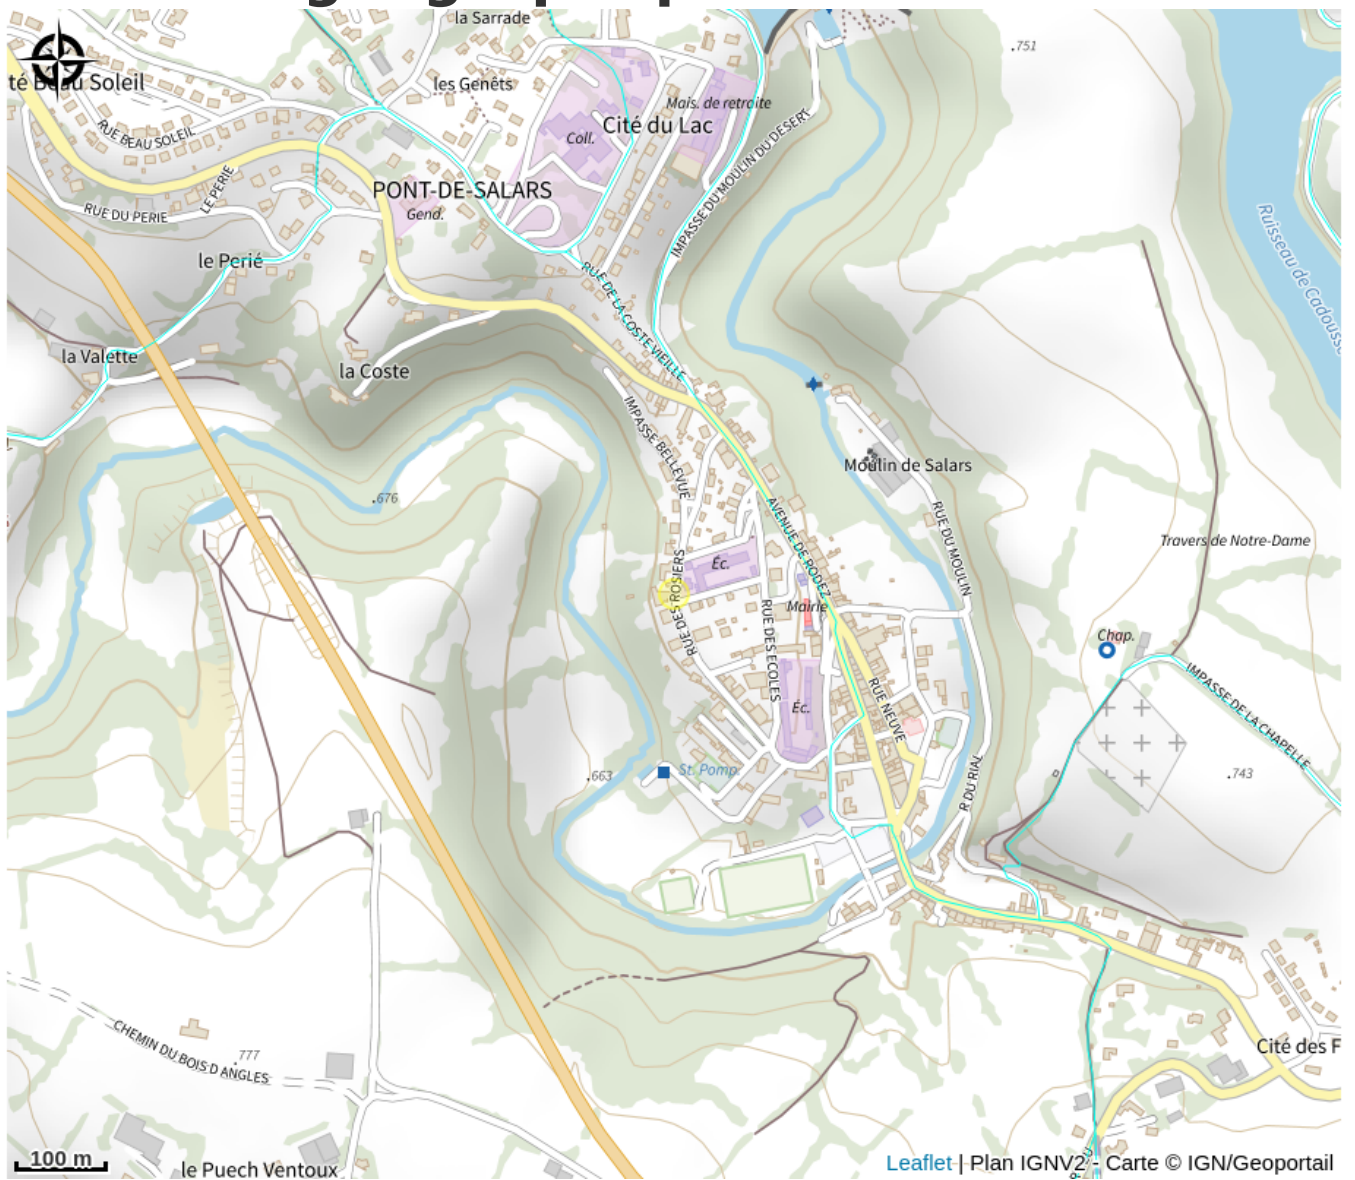 la Sarrade
.751
té Beau Soleil
les Genêts
Mais. de retraite
RUE BEAU SOLEIL
Coll.
Cité du Lac
IMPASSE DU MOULIN DU DESERT
LE PERIE
PONT-DE-SALARS
RUE DU PERIE
Gend.
Ruisseau de Cadouss
le Perié
RUE DE LA COSTE VIEILLE
la Valette
la Coste
IMPASSE BELLEVUE
Moulin de Salars
.676
AVENUE DE RODEZ
RUE DU MOULIN
Travers de Notre-Dame
Éc.
RUE DES ROSIERS
Mairie
RUE DES ECOLES
Chap.
IMPASSE DE LA CHAPELLE
Éc.
RUE NEUVE
.663
St. Pomp.
R DU RIAL
.743
CHEMIN DU BOIS D ANGLES
.777
Cité des F
100 m
le Puech Ventoux
Leaflet | Plan IGNV2 - Carte © IGN/Geoportail